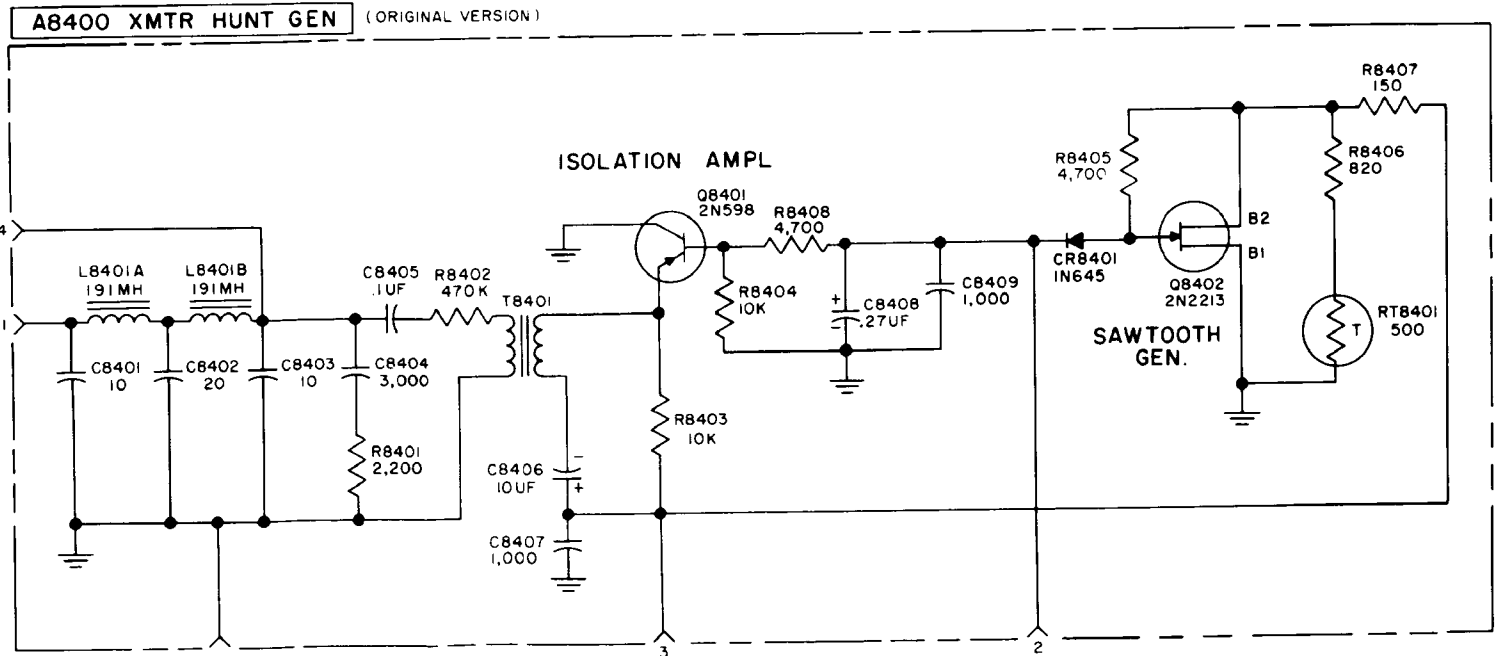 A8400 XMTR HUNT GEN (ORIGINAL VERSION)
R8407
150
ISOLATION AMPL
R8405
4,700
R8406
820
Q8401
2N598
R8408
4,700
B2
B1
4
L8401A
191MH
L8401B
191MH
C8405
.1UF
R8402
470K
T8401
CR8401
1N645
Q8402
2N2213
R8404
10K
+
−
C8408
.27UF
C8409
1,000
RT8401
500
T
SAWTOOTH
GEN.
1
C8401
10
C8402
20
C8403
10
C8404
3,000
R8403
10K
R8401
2,200
C8406
10UF
−
+
C8407
1,000
3
2